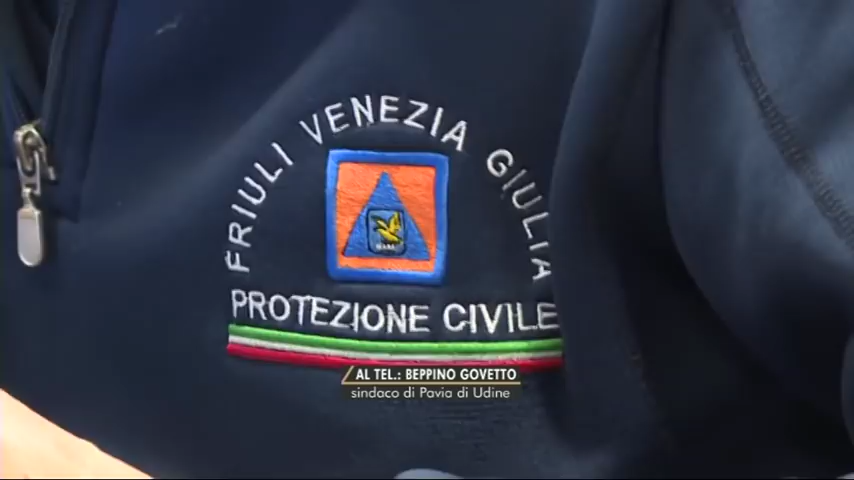 FRIULI VENEZIA GIULIA
PROTEZIONE CIVILE
AL TEL.: BEPPINO GOVETTO
sindaco di Pavia di Udine